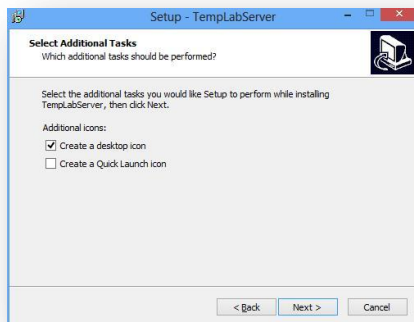 Setup - TempLabServer
Select Additional Tasks
Which additional tasks should be performed?
Select the additional tasks you would like Setup to perform while installing
TempLabServer, then click Next.
Additional icons:
Create a desktop icon
Create a Quick Launch icon
< Back Next > Cancel